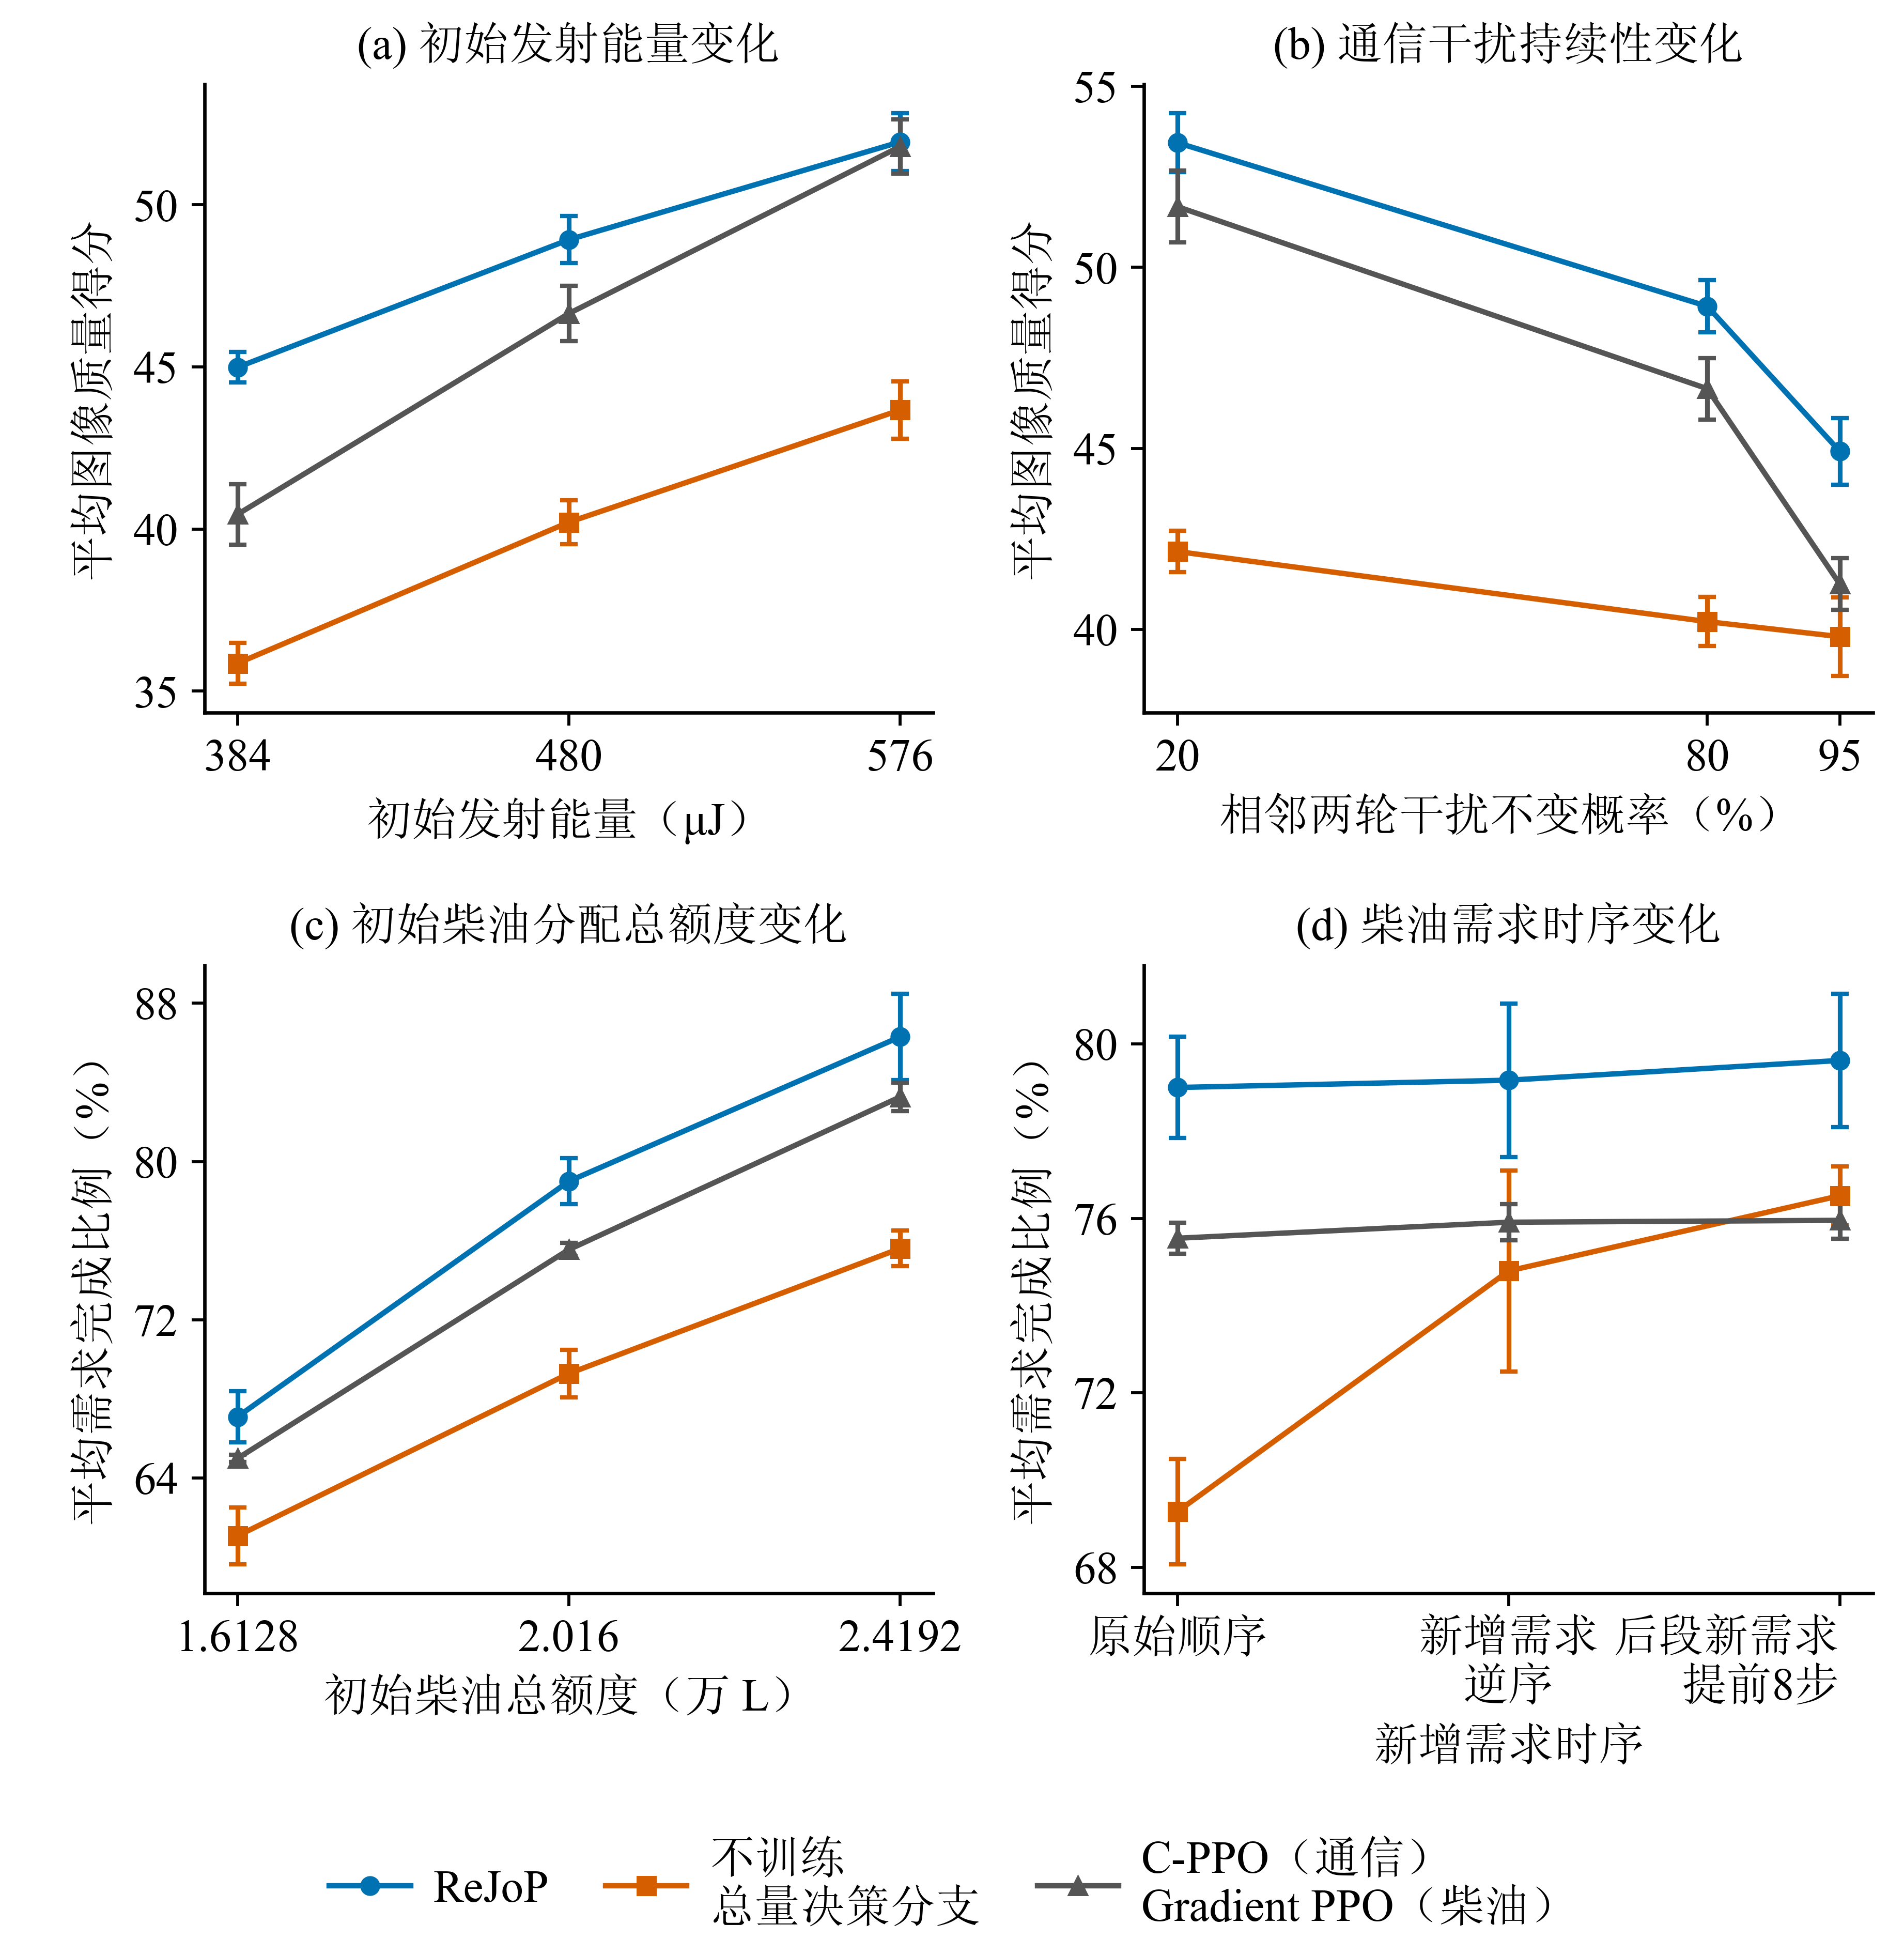 (a) 初始发射能量变化
平均图像质量得分
50
45
40
35
384
480
576
初始发射能量（μJ）
(b) 通信干扰持续性变化
平均图像质量得分
55
50
45
40
20
80
95
相邻两轮干扰不变概率（%）
(c) 初始柴油分配总额度变化
平均需求完成比例（%）
88
80
72
64
1.6128
2.016
2.4192
初始柴油总额度（万 L）
(d) 柴油需求时序变化
平均需求完成比例（%）
80
76
72
68
原始顺序
新增需求
逆序
后段新需求
提前8步
新增需求时序
ReJoP
不训练
总量决策分支
C-PPO（通信）
Gradient PPO（柴油）